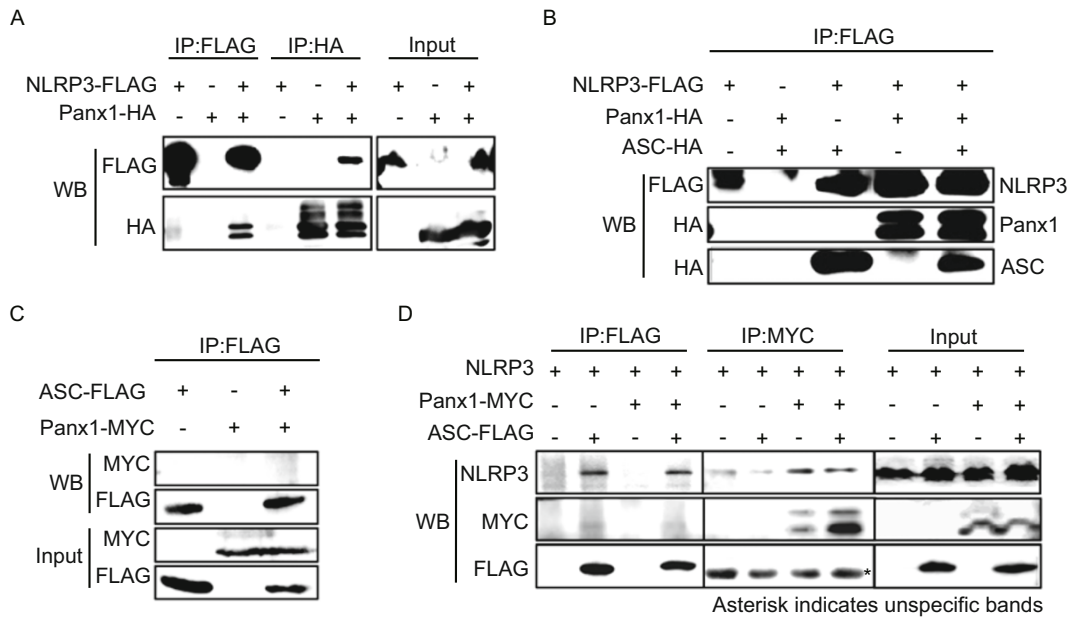 A
IP:FLAG IP:HA Input
NLRP3-FLAG + - + + - + + - +
Panx1-HA - + + - + + - + +
WB
FLAG
HA
B
IP:FLAG
NLRP3-FLAG + - + + +
Panx1-HA - + - + +
ASC-HA - + + - +
WB
FLAG NLRP3
HA Panx1
HA ASC
C
IP:FLAG
ASC-FLAG + - +
Panx1-MYC - + +
WB
MYC
FLAG
Input
MYC
FLAG
D
IP:FLAG IP:MYC Input
NLRP3 + + + + + + + + + + + +
Panx1-MYC - - + + - - + + - - + +
ASC-FLAG - + - + - + - + - + - +
WB
NLRP3
MYC
FLAG *
Asterisk indicates unspecific bands